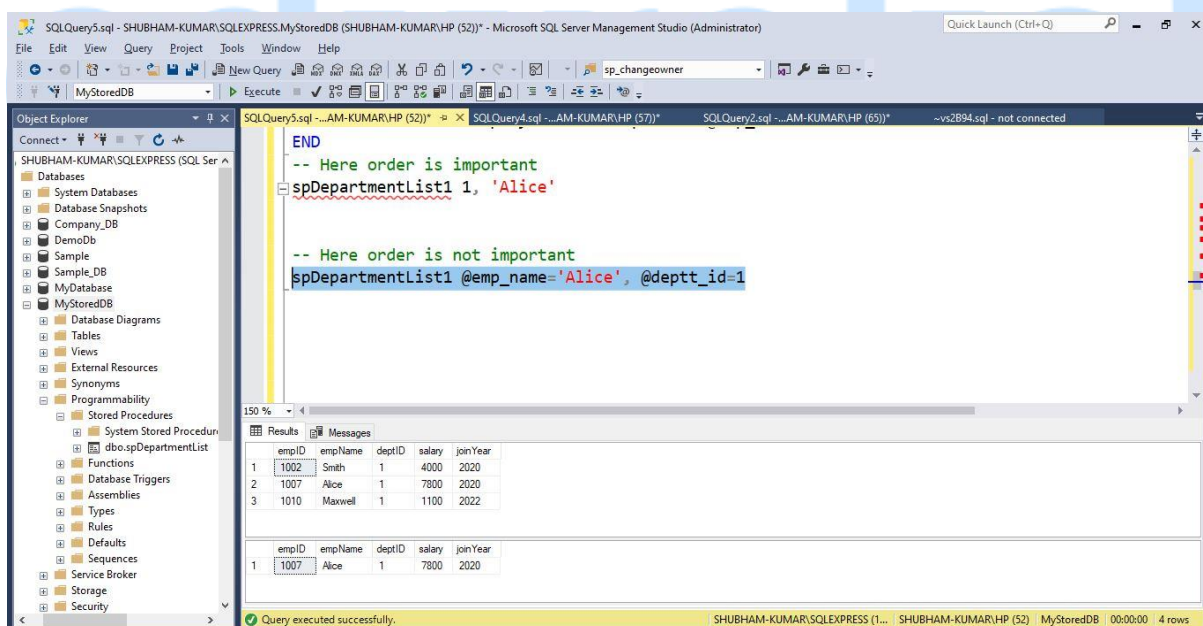 SQLQuery5.sql - SHUBHAM-KUMAR\SQLEXPRESS.MyStoredDB (SHUBHAM-KUMAR\HP (52))* - Microsoft SQL Server Management Studio (Administrator)
Quick Launch (Ctrl+Q)
File Edit View Query Project Tools Window Help
New Query MDX DMX XMLA DAX sp_changeowner
MyStoredDB Execute
Object Explorer
SQLQuery5.sql -...AM-KUMAR\HP (52))* SQLQuery4.sql -...AM-KUMAR\HP (57))* SQLQuery2.sql -...AM-KUMAR\HP (65))* ~vs2B94.sql - not connected
Connect
SHUBHAM-KUMAR\SQLEXPRESS (SQL Ser
Databases
System Databases
Database Snapshots
Company_DB
DemoDb
Sample
Sample_DB
MyDatabase
MyStoredDB
Database Diagrams
Tables
Views
External Resources
Synonyms
Programmability
Stored Procedures
System Stored Procedur
dbo.spDepartmentList
Functions
Database Triggers
Assemblies
Types
Rules
Defaults
Sequences
Service Broker
Storage
Security
END
-- Here order is important
spDepartmentList1 1, 'Alice'
-- Here order is not important
spDepartmentList1 @emp_name='Alice', @deptt_id=1
150 %
Results Messages
empID empName deptID salary joinYear
1 1002 Smith 1 4000 2020
2 1007 Alice 1 7800 2020
3 1010 Maxwell 1 1100 2022
empID empName deptID salary joinYear
1 1007 Alice 1 7800 2020
Query executed successfully.
SHUBHAM-KUMAR\SQLEXPRESS (1... SHUBHAM-KUMAR\HP (52) MyStoredDB 00:00:00 4 rows